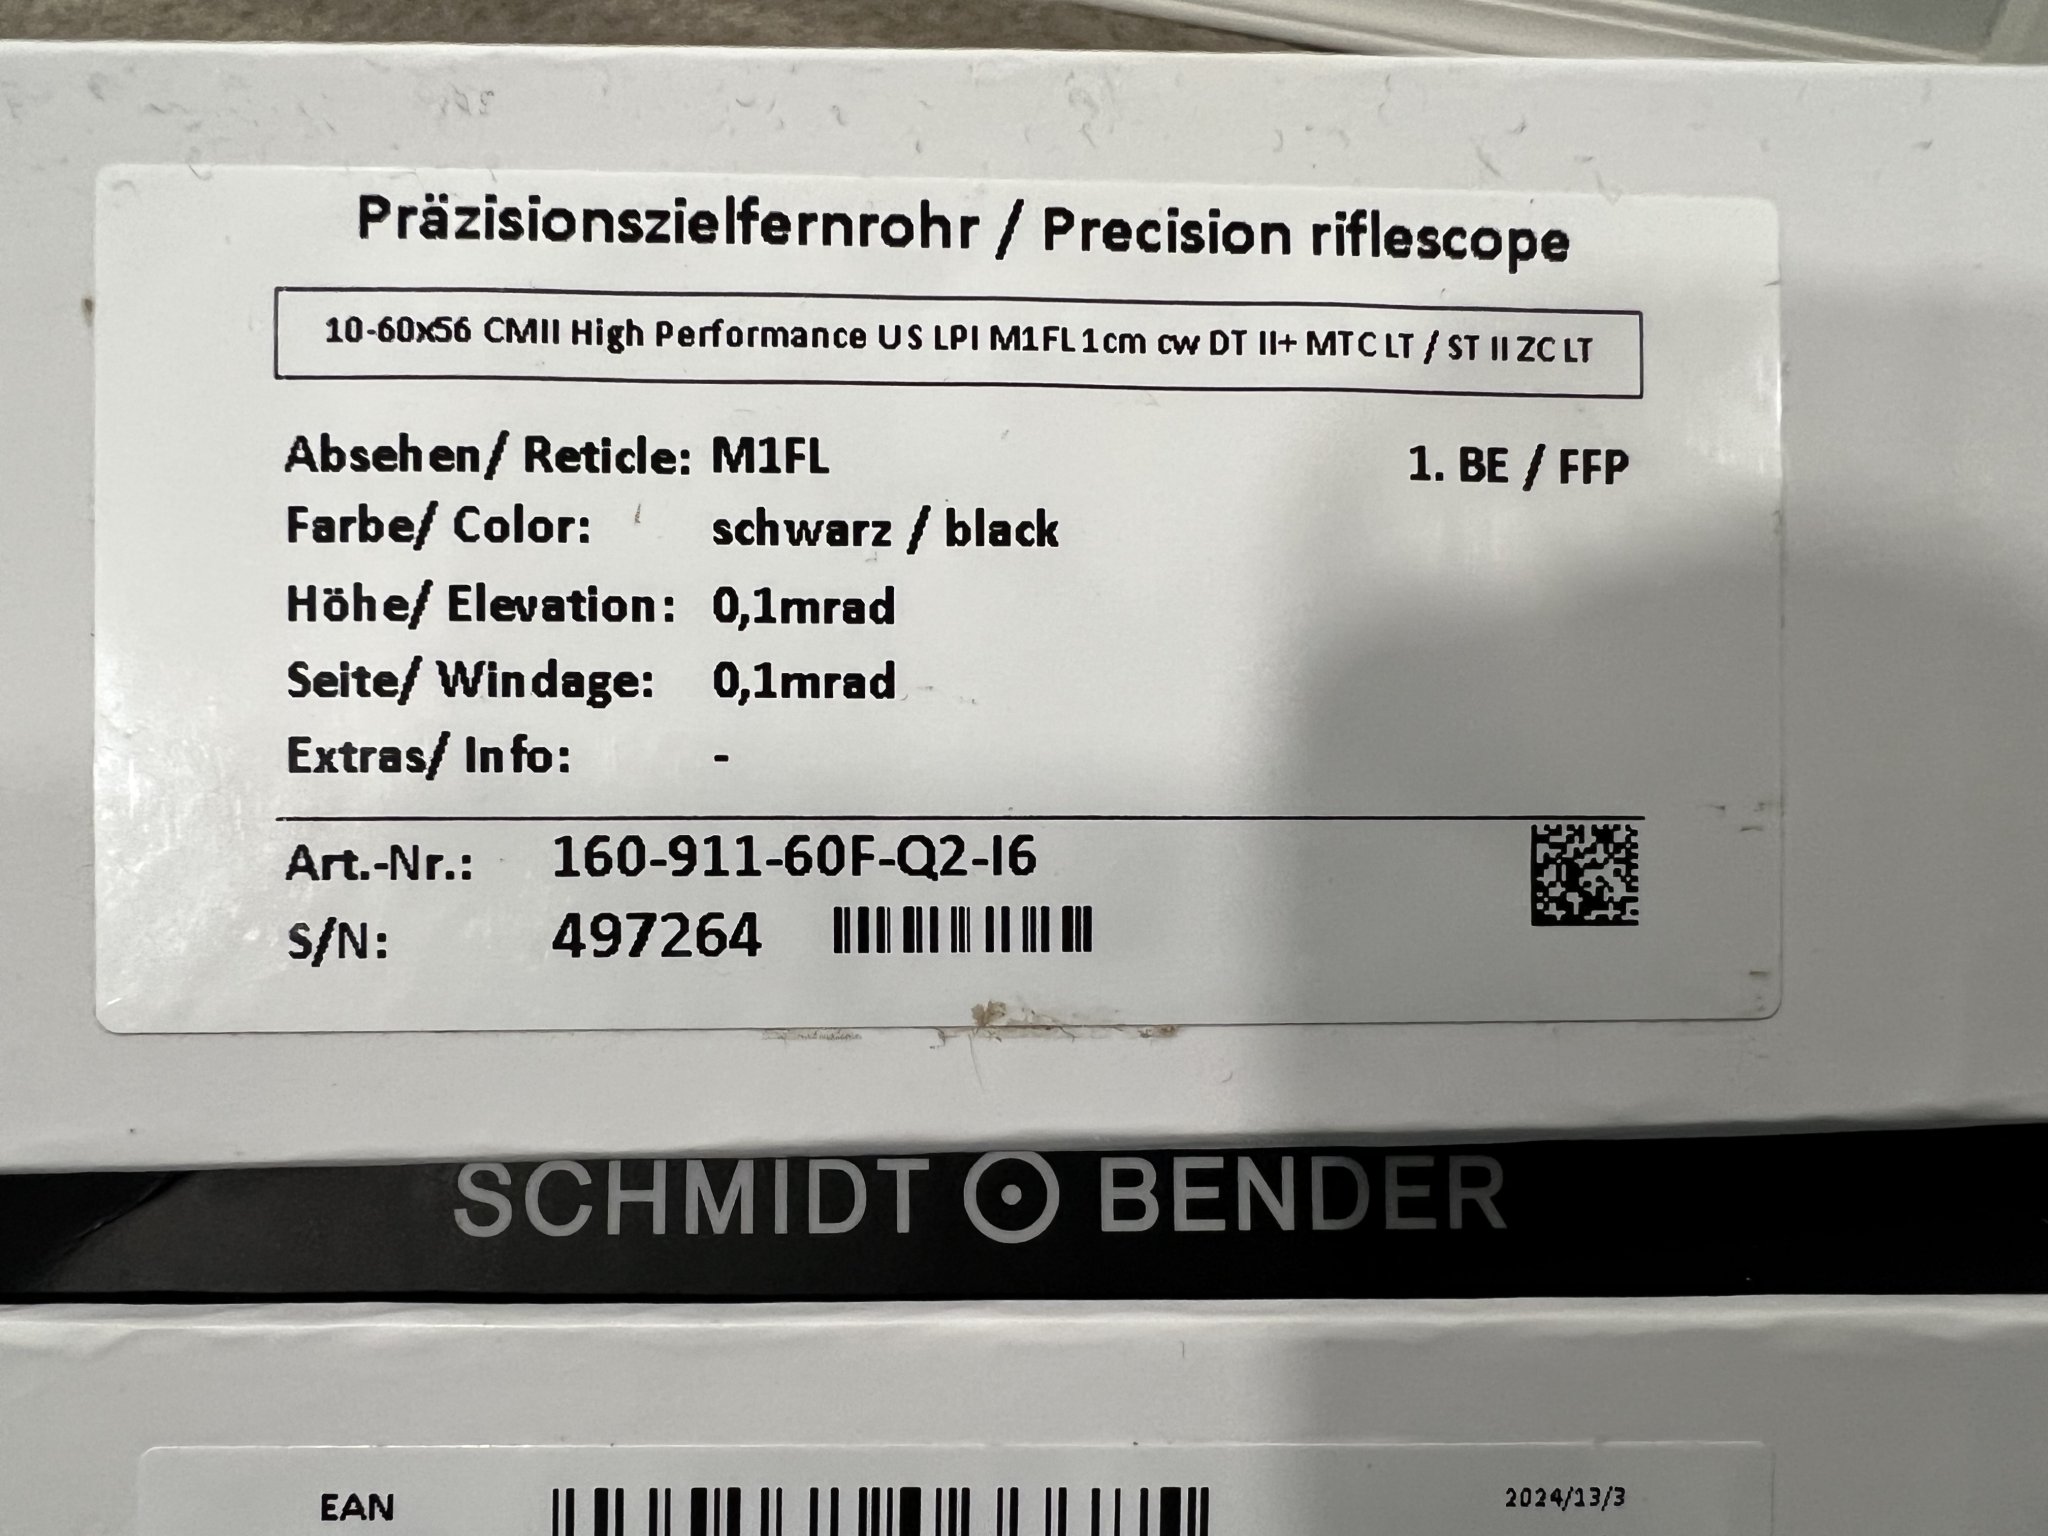 Präzisionszielfernrohr / Precision riflescope
10-60x56 CMII High Performance US LPI M1FL 1cm cw DT II+ MTC LT / ST II ZC LT
Absehen/ Reticle: M1FL 1. BE / FFP
Farbe/ Color: schwarz / black
Höhe/ Elevation: 0,1mrad
Seite/ Windage: 0,1mrad
Extras/ Info: -
Art.-Nr.: 160-911-60F-Q2-I6
S/N: 497264
SCHMIDT BENDER
EAN 2024/13/3